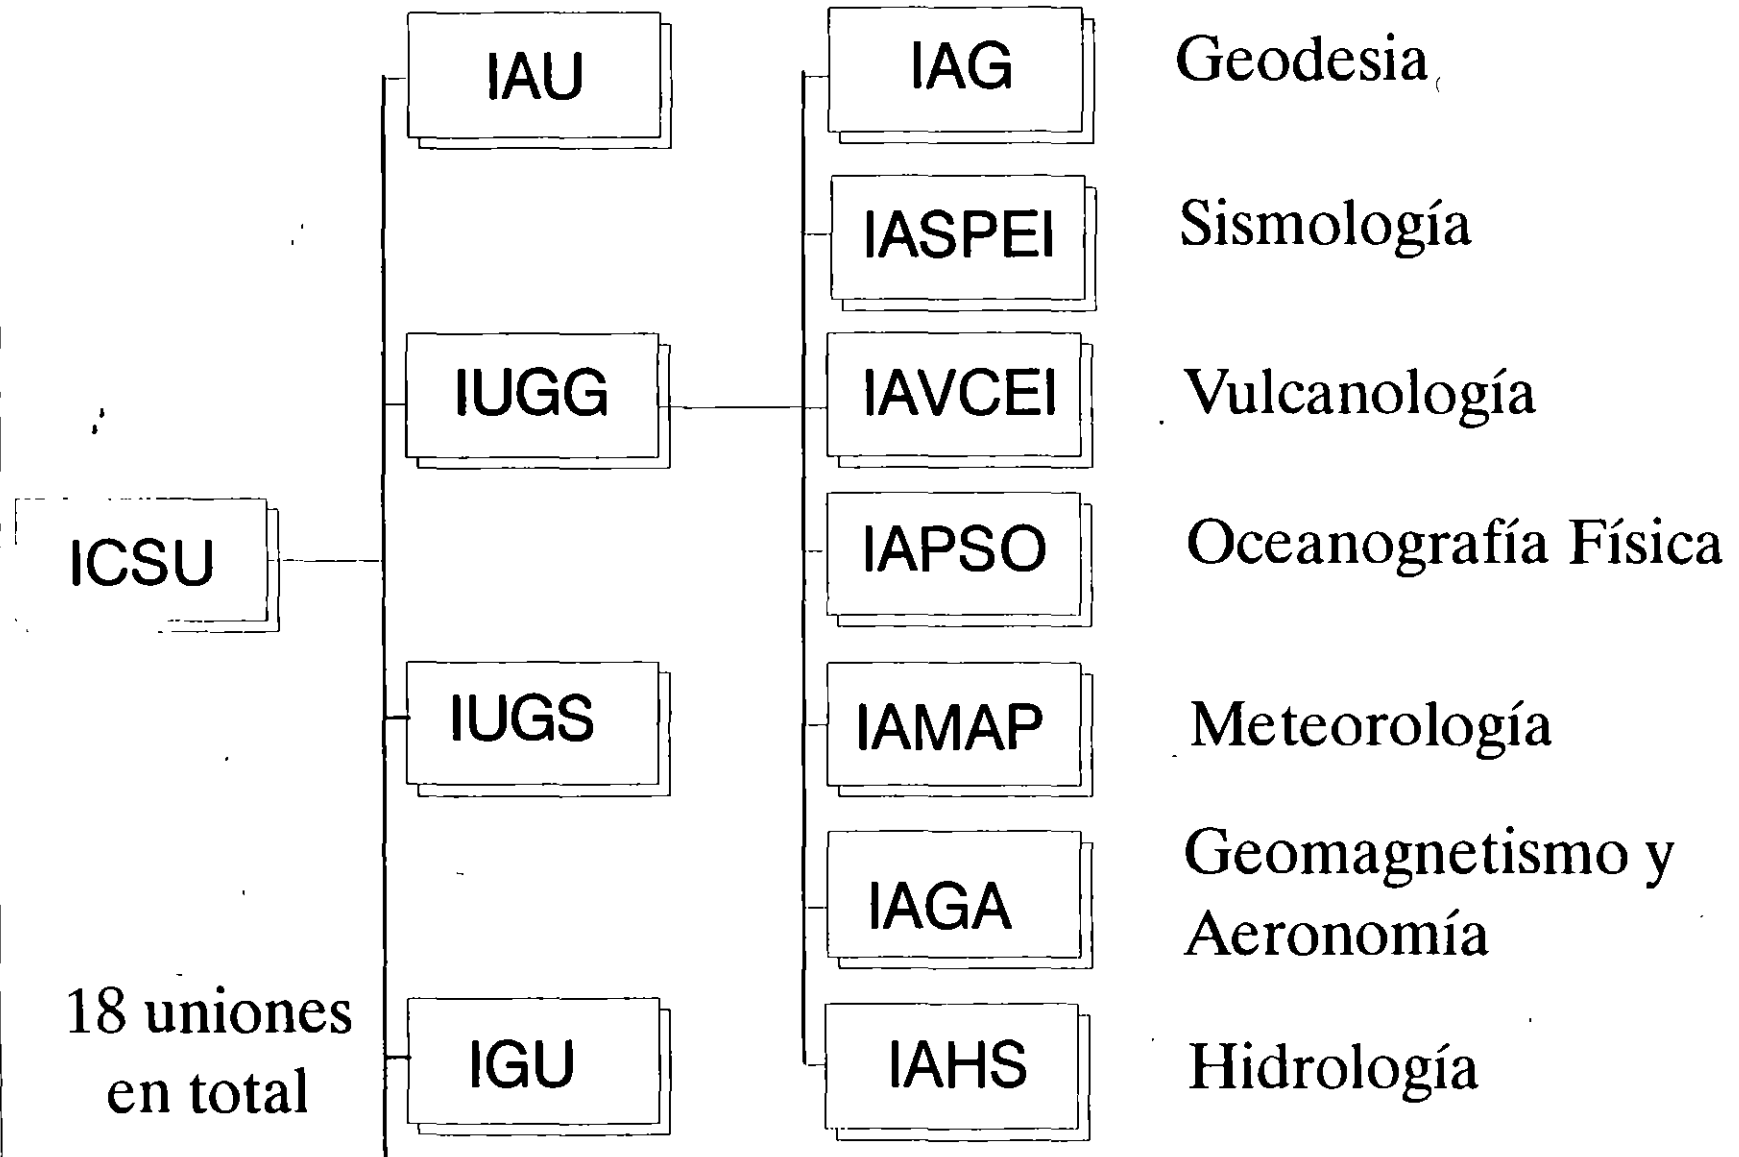 IAU
IAG
Geodesia
IASPEI
Sismología
IUGG
IAVCEI
Vulcanología
ICSU
IAPSO
Oceanografía Física
IUGS
IAMAP
Meteorología
IAGA
Geomagnetismo y
Aeronomía
18 uniones
en total
IGU
IAHS
Hidrología